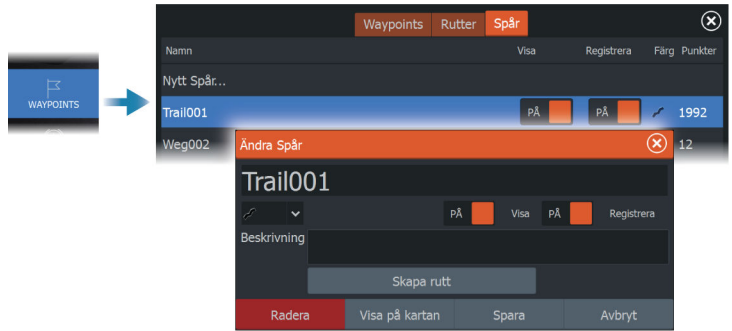 Waypoints Rutter Spår
Namn Visa Registrera Färg Punkter
Nytt Spår...
WAYPOINTS
Trail001 PÅ PÅ 1992
Weg002 12
Ändra Spår
Trail001
PÅ Visa PÅ Registrera
Beskrivning
Skapa rutt
Radera Visa på kartan Spara Avbryt